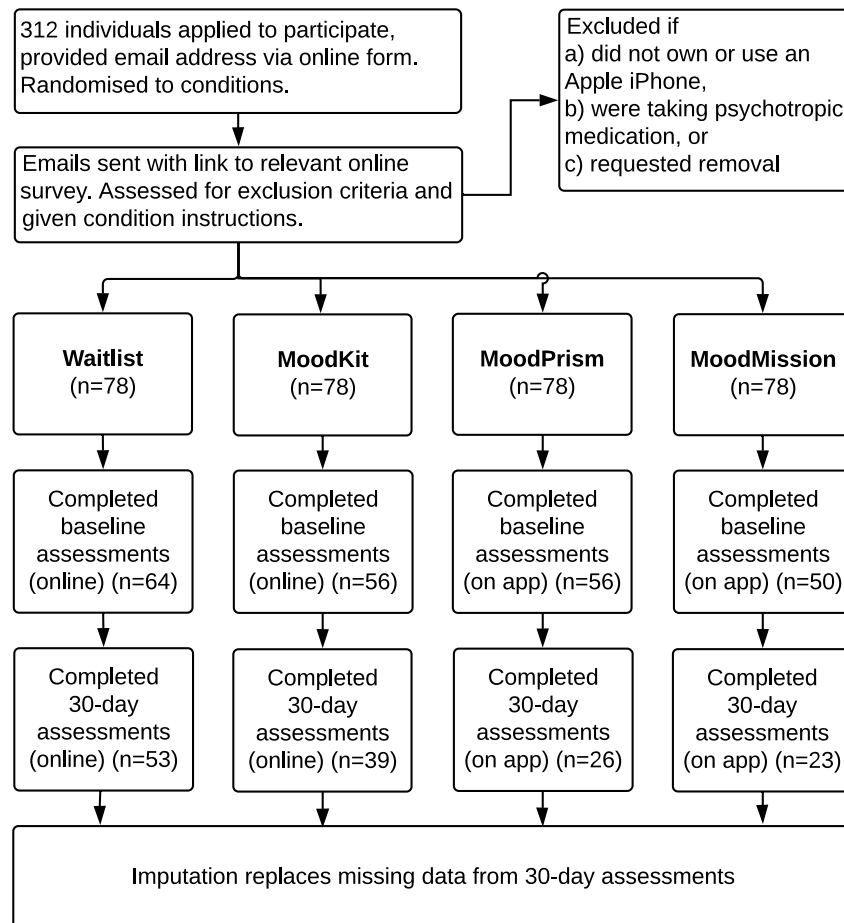 312 individuals applied to participate,
provided email address via online form.
Randomised to conditions.
Excluded if
a) did not own or use an
Apple iPhone,
b) were taking psychotropic
medication, or
c) requested removal
Emails sent with link to relevant online
survey. Assessed for exclusion criteria and
given condition instructions.
Waitlist
(n=78)
MoodKit
(n=78)
MoodPrism
(n=78)
MoodMission
(n=78)
Completed
baseline
assessments
(online) (n=64)
Completed
baseline
assessments
(online) (n=56)
Completed
baseline
assessments
(on app) (n=56)
Completed
baseline
assessments
(on app) (n=50)
Completed
30-day
assessments
(online) (n=53)
Completed
30-day
assessments
(online) (n=39)
Completed
30-day
assessments
(on app) (n=26)
Completed
30-day
assessments
(on app) (n=23)
Imputation replaces missing data from 30-day assessments